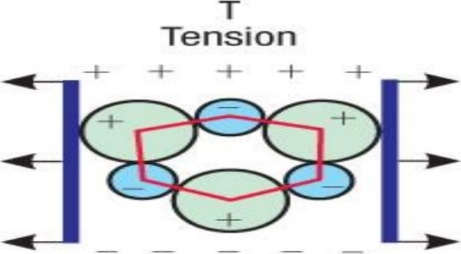 T
Tension
+ + + + +
−
+ +
− −
+
− − − − −